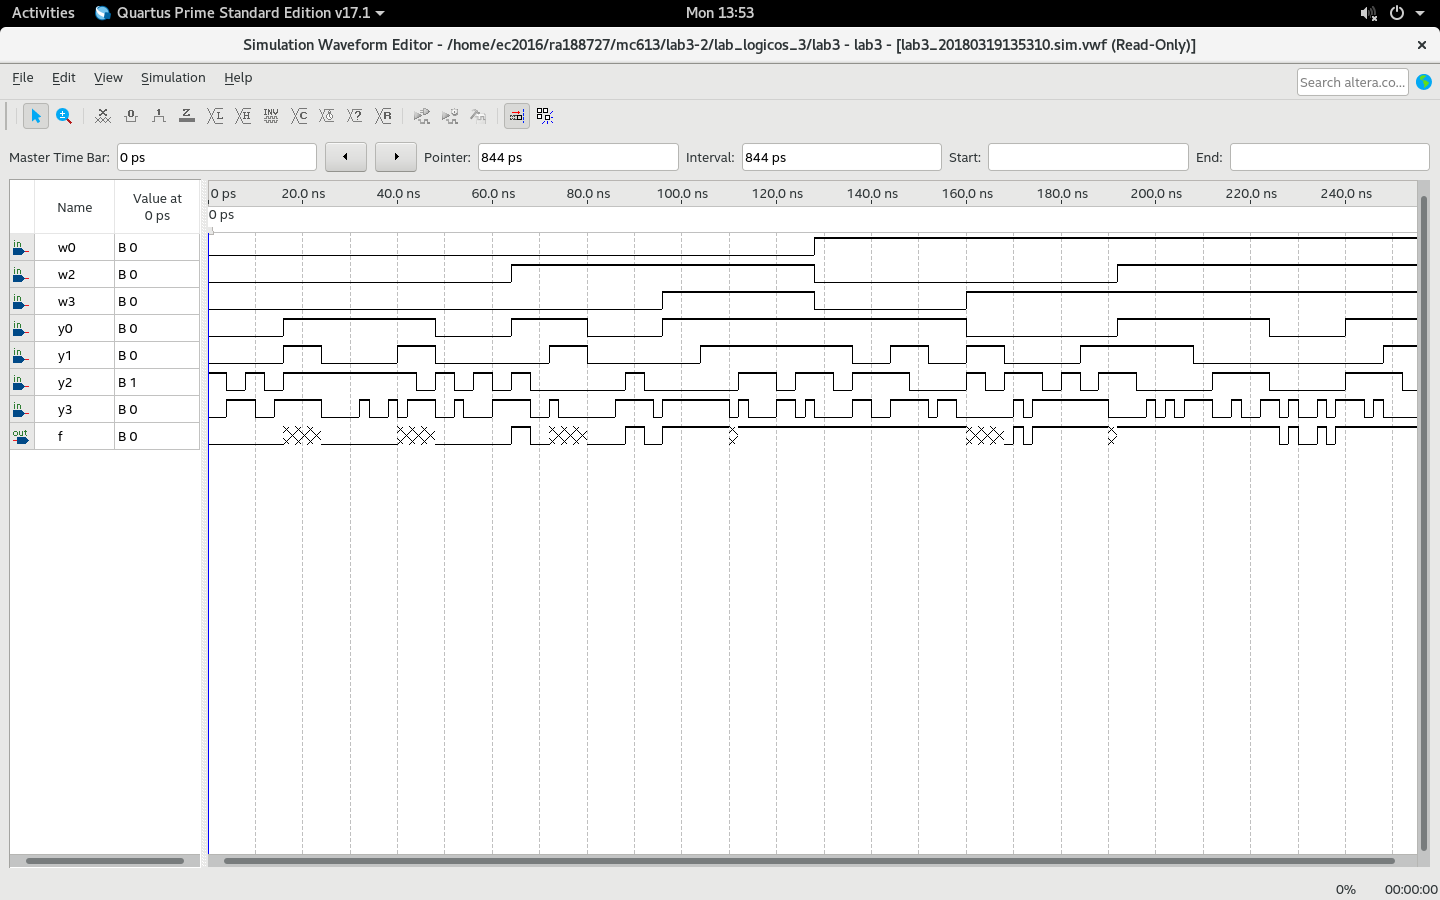 Activities Quartus Prime Standard Edition v17.1 Mon 13:53
Simulation Waveform Editor - /home/ec2016/ra188727/mc613/lab3-2/lab_logicos_3/lab3 - lab3 - [lab3_20180319135310.sim.vwf (Read-Only)]
File Edit View Simulation Help Search altera.co...
Master Time Bar: 0 ps Pointer: 844 ps Interval: 844 ps Start: End:
Name Value at 0 ps 0 ps 20.0 ns 40.0 ns 60.0 ns 80.0 ns 100.0 ns 120.0 ns 140.0 ns 160.0 ns 180.0 ns 200.0 ns 220.0 ns 240.0 ns
0 ps
in w0 B 0
in w2 B 0
in w3 B 0
in y0 B 0
in y1 B 0
in y2 B 1
in y3 B 0
out f B 0
0% 00:00:00